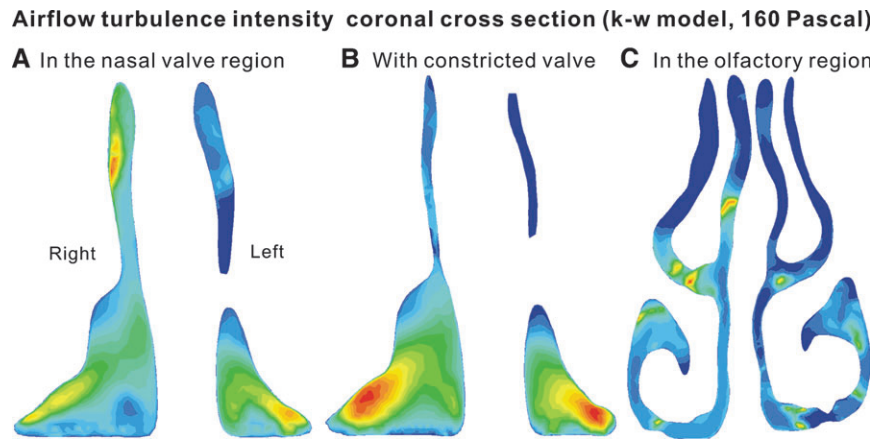 Airflow turbulence intensity coronal cross section (k-w model, 160 Pascal)
A In the nasal valve region
B With constricted valve
C In the olfactory region
Right
Left